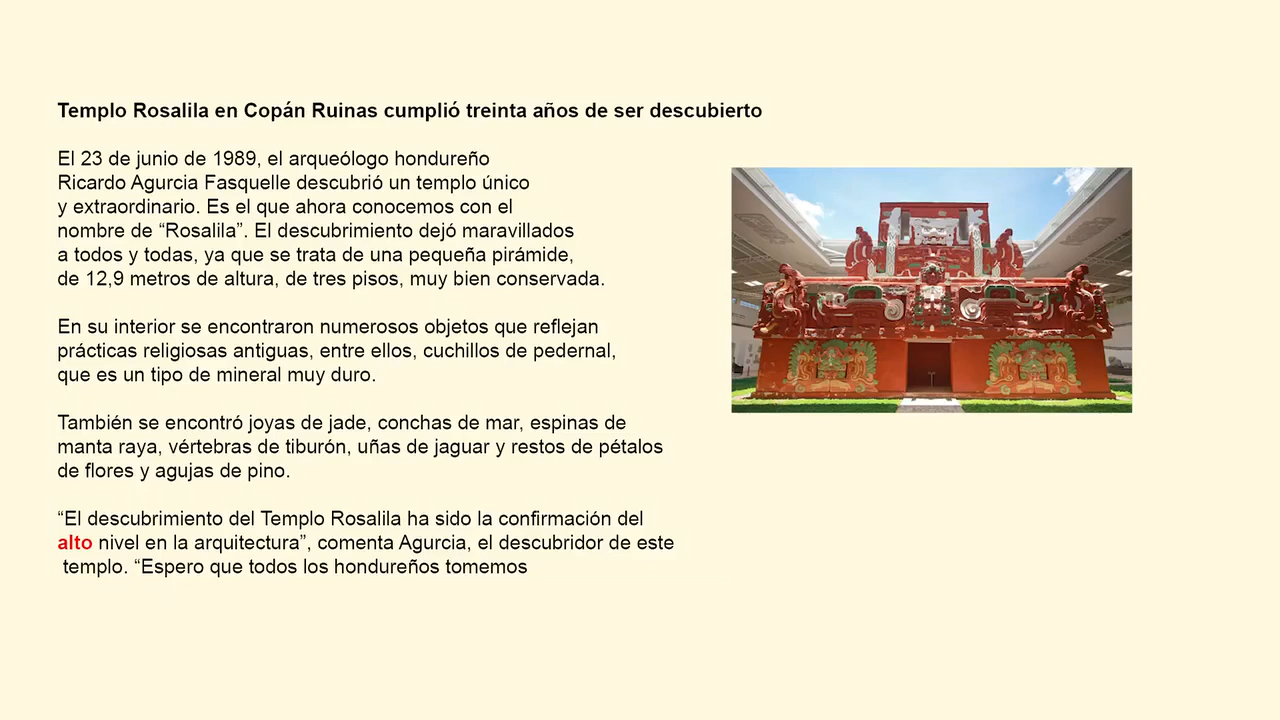 Templo Rosalila en Copán Ruinas cumplió treinta años de ser descubierto
El 23 de junio de 1989, el arqueólogo hondureño
Ricardo Agurcia Fasquelle descubrió un templo único
y extraordinario. Es el que ahora conocemos con el
nombre de “Rosalila”. El descubrimiento dejó maravillados
a todos y todas, ya que se trata de una pequeña pirámide,
de 12,9 metros de altura, de tres pisos, muy bien conservada.
En su interior se encontraron numerosos objetos que reflejan
prácticas religiosas antiguas, entre ellos, cuchillos de pedernal,
que es un tipo de mineral muy duro.
También se encontró joyas de jade, conchas de mar, espinas de
manta raya, vértebras de tiburón, uñas de jaguar y restos de pétalos
de flores y agujas de pino.
“El descubrimiento del Templo Rosalila ha sido la confirmación del
alto nivel en la arquitectura”, comenta Agurcia, el descubridor de este
templo. “Espero que todos los hondureños tomemos